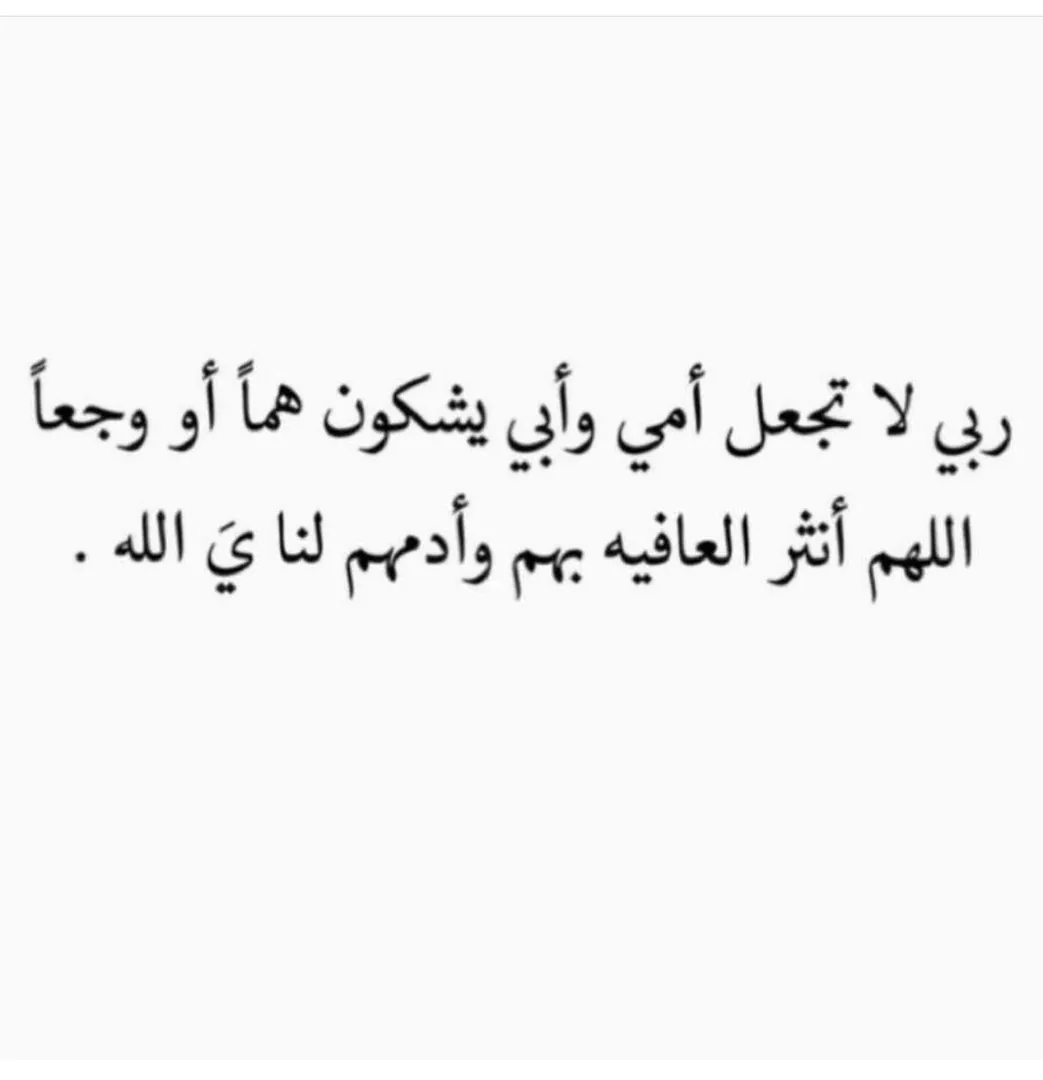 ربي لا تجعل أمي وأبي يشكون هماً أو وجعاً
اللهم أنثر العافيه بهم وأدمهم لنا يَ الله .